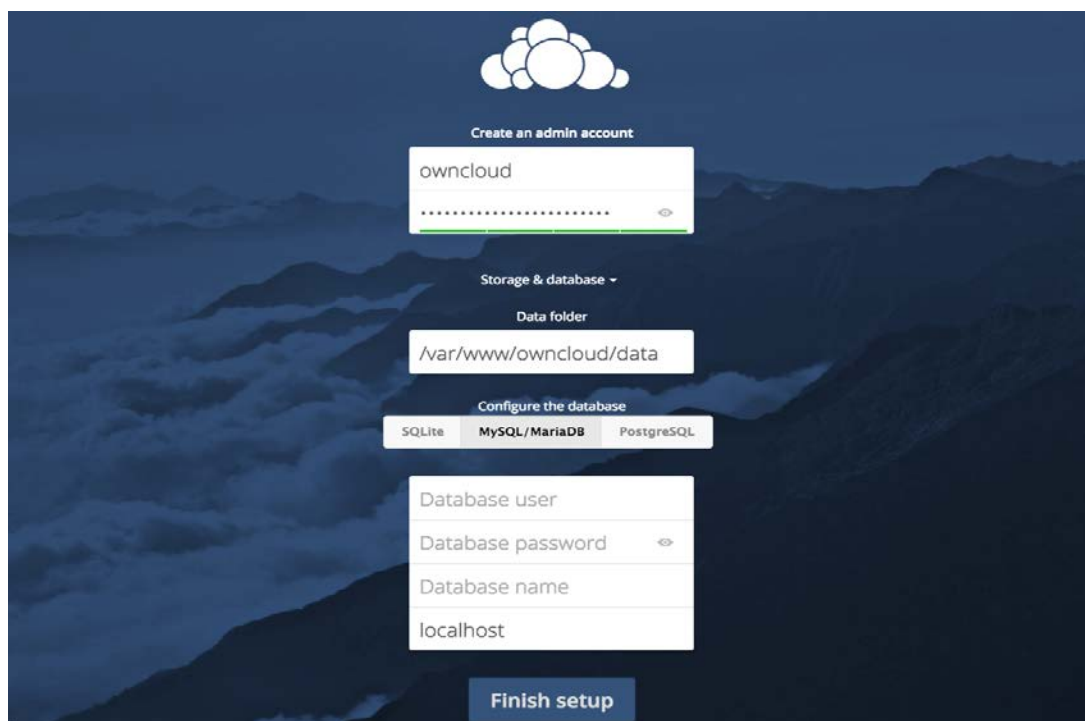 Create an admin account
owncloud
Storage & database
Data folder
/var/www/owncloud/data
Configure the database
SQLite MySQL/MariaDB PostgreSQL
Database user
Database password
Database name
localhost
Finish setup